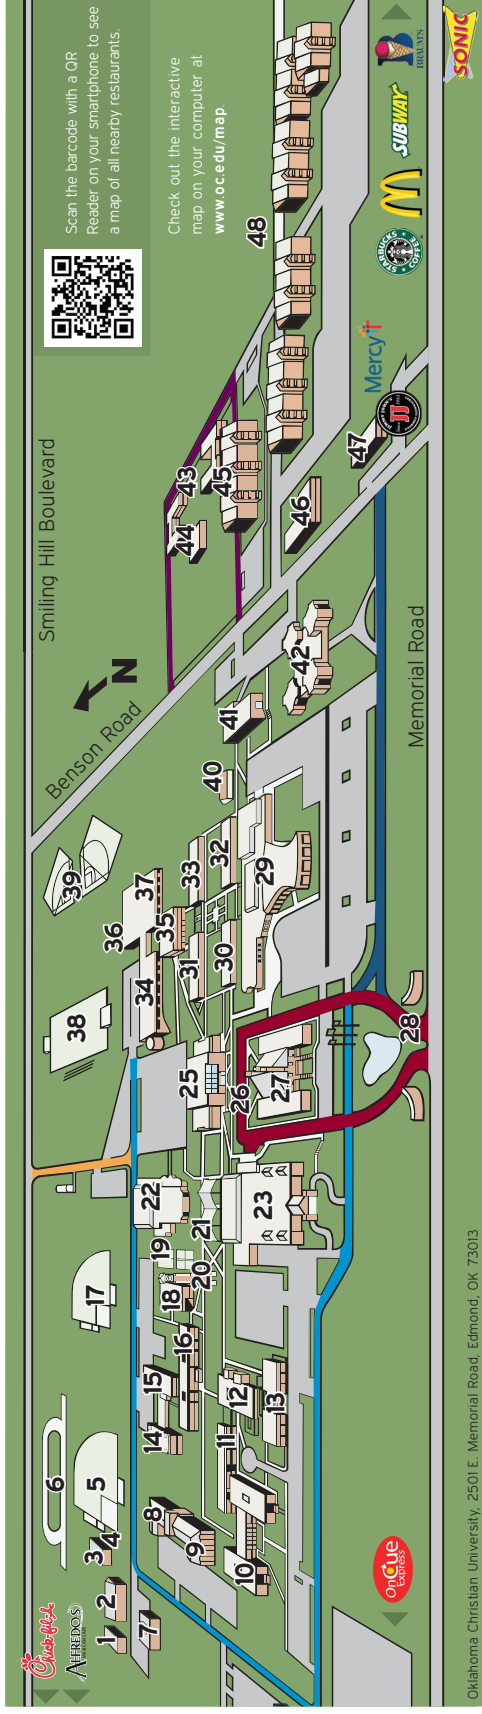 Scan the barcode with a QR
Reader on your smartphone to see
a map of all nearby restaurants.
Check out the interactive
map on your computer at
www.oc.edu/map.
Smiling Hill Boulevard
Benson Road
N
Memorial Road
Chick-fil-A
ALFREDO'S
OnCue
Express
JJ
Mercy
STARBUCKS
COFFEE
SUBWAY
BRAUM'S
SONIC
1
2
3
4
5
6
7
8
9
10
11
12
13
14
15
16
17
18
19
20
21
22
23
25
26
27
28
29
30
31
32
33
34
35
36
37
38
39
40
41
42
43
44
45
46
47
48
Oklahoma Christian University, 2501 E. Memorial Road, Edmond, OK 73013